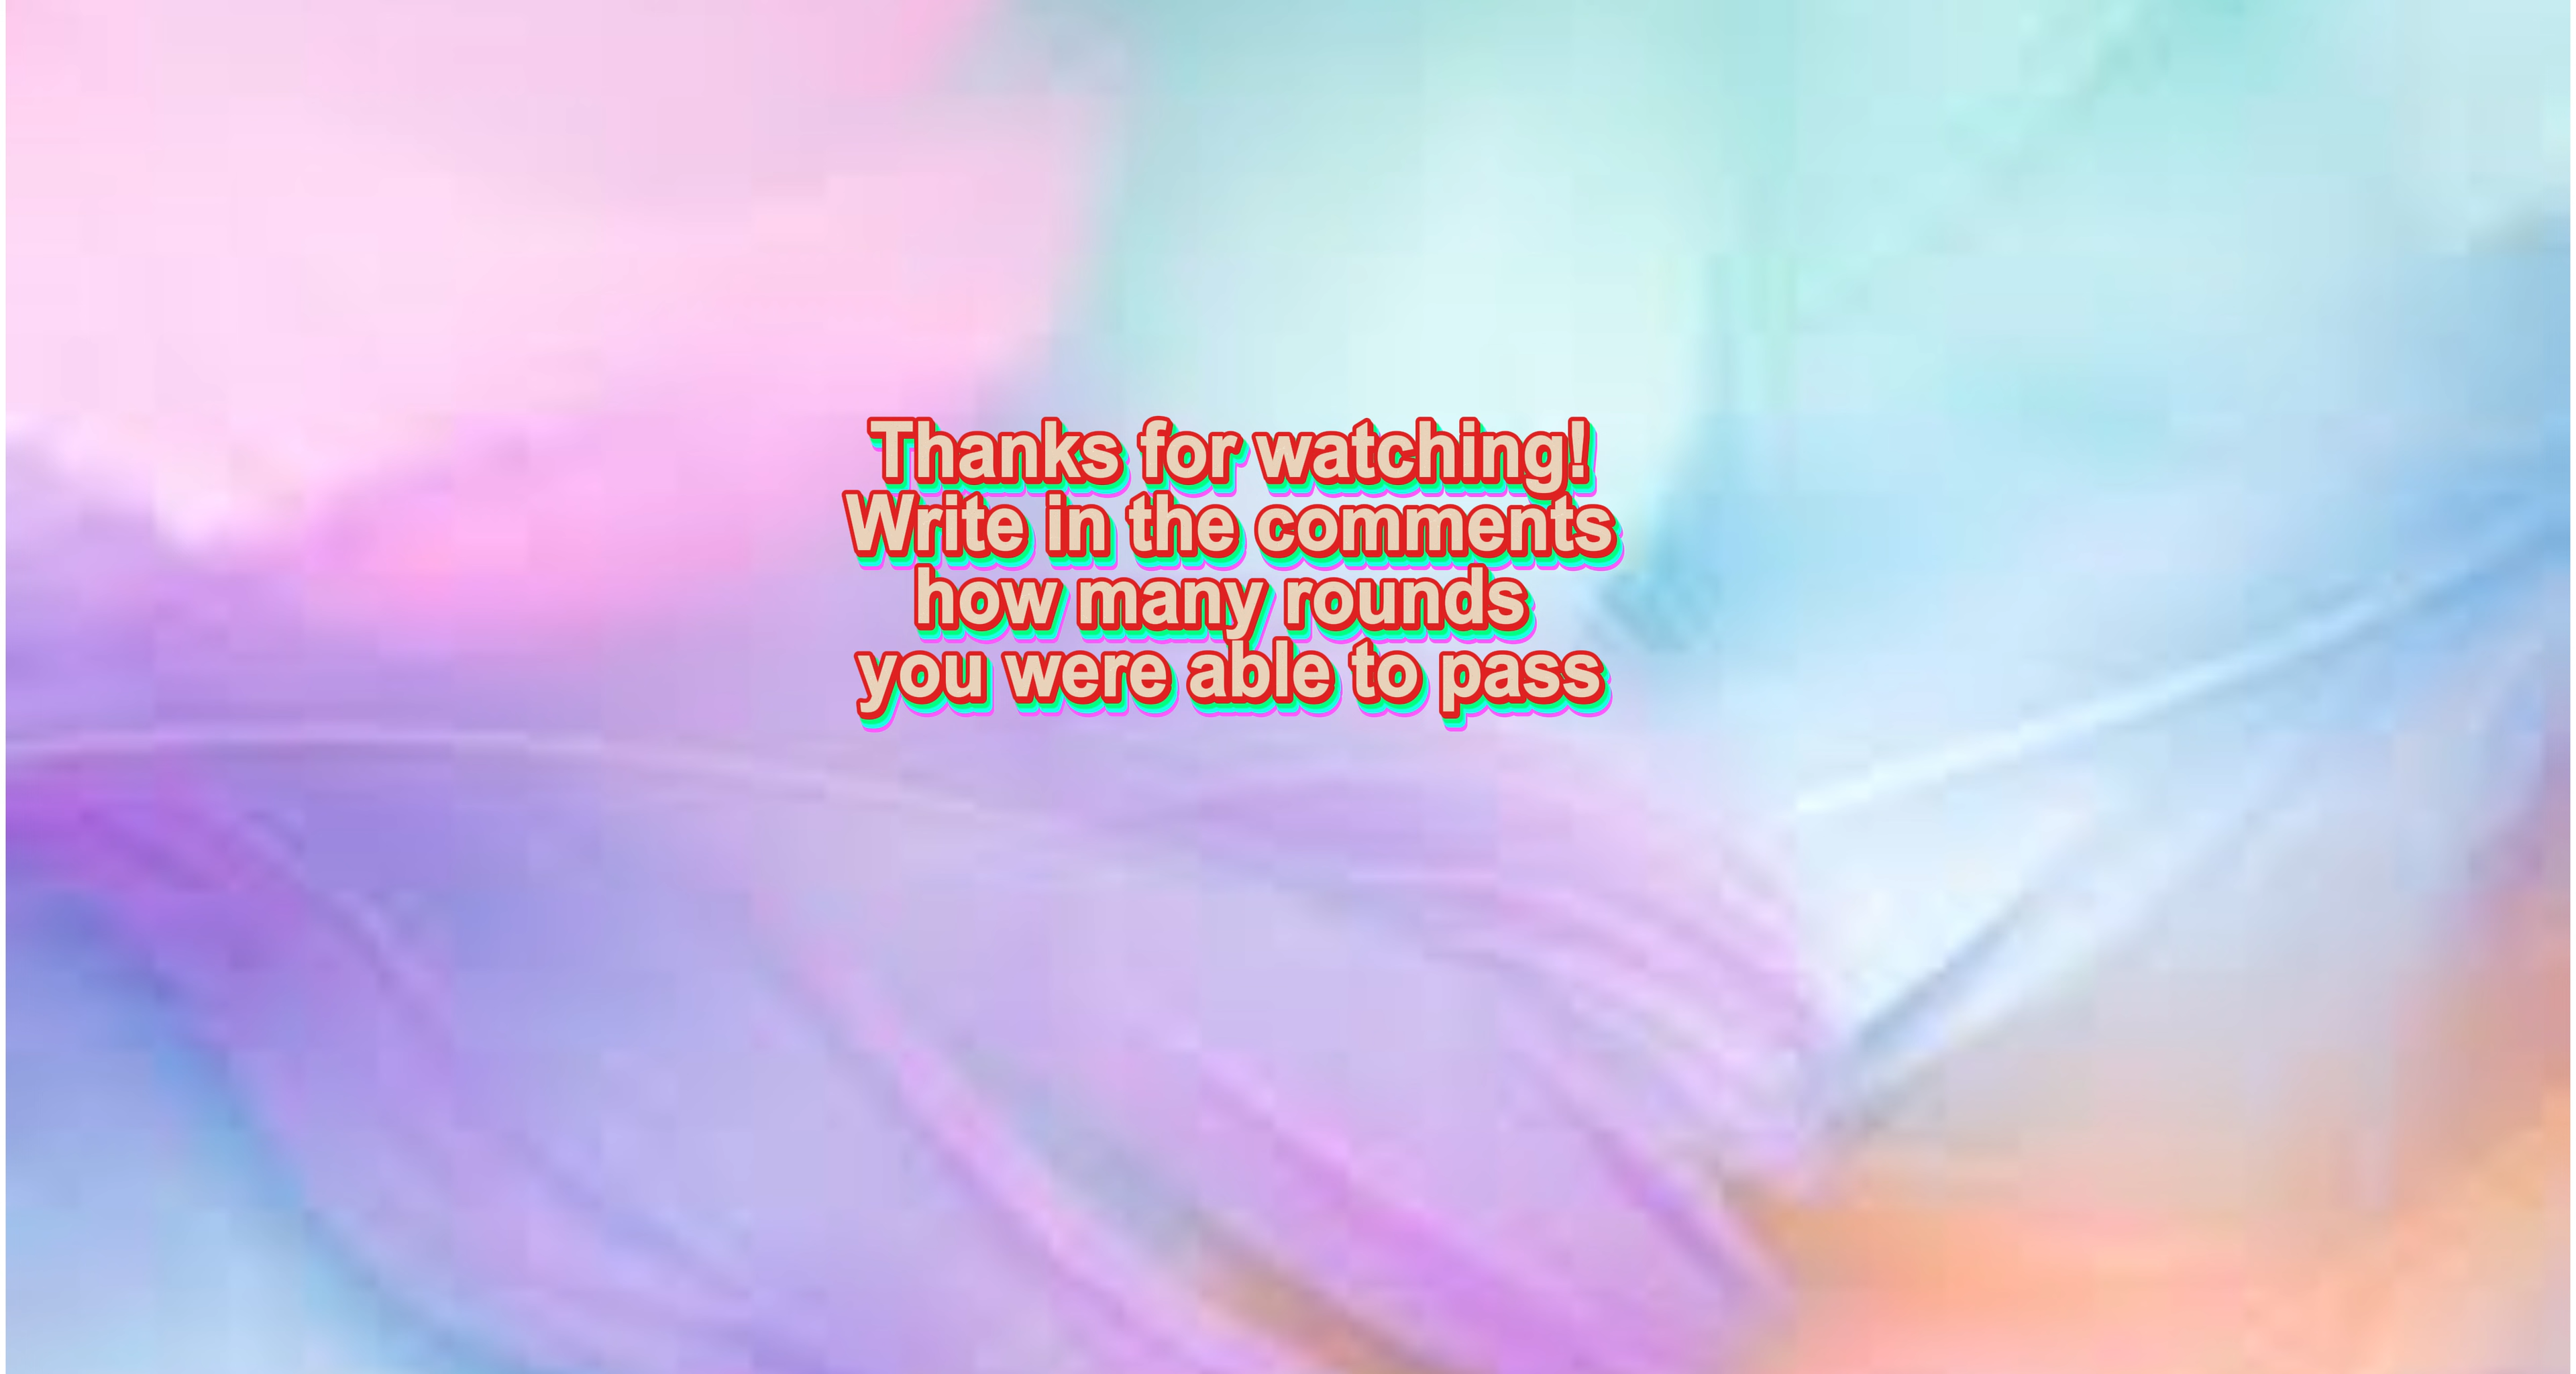 Thanks for watching!
Write in the comments
how many rounds
you were able to pass